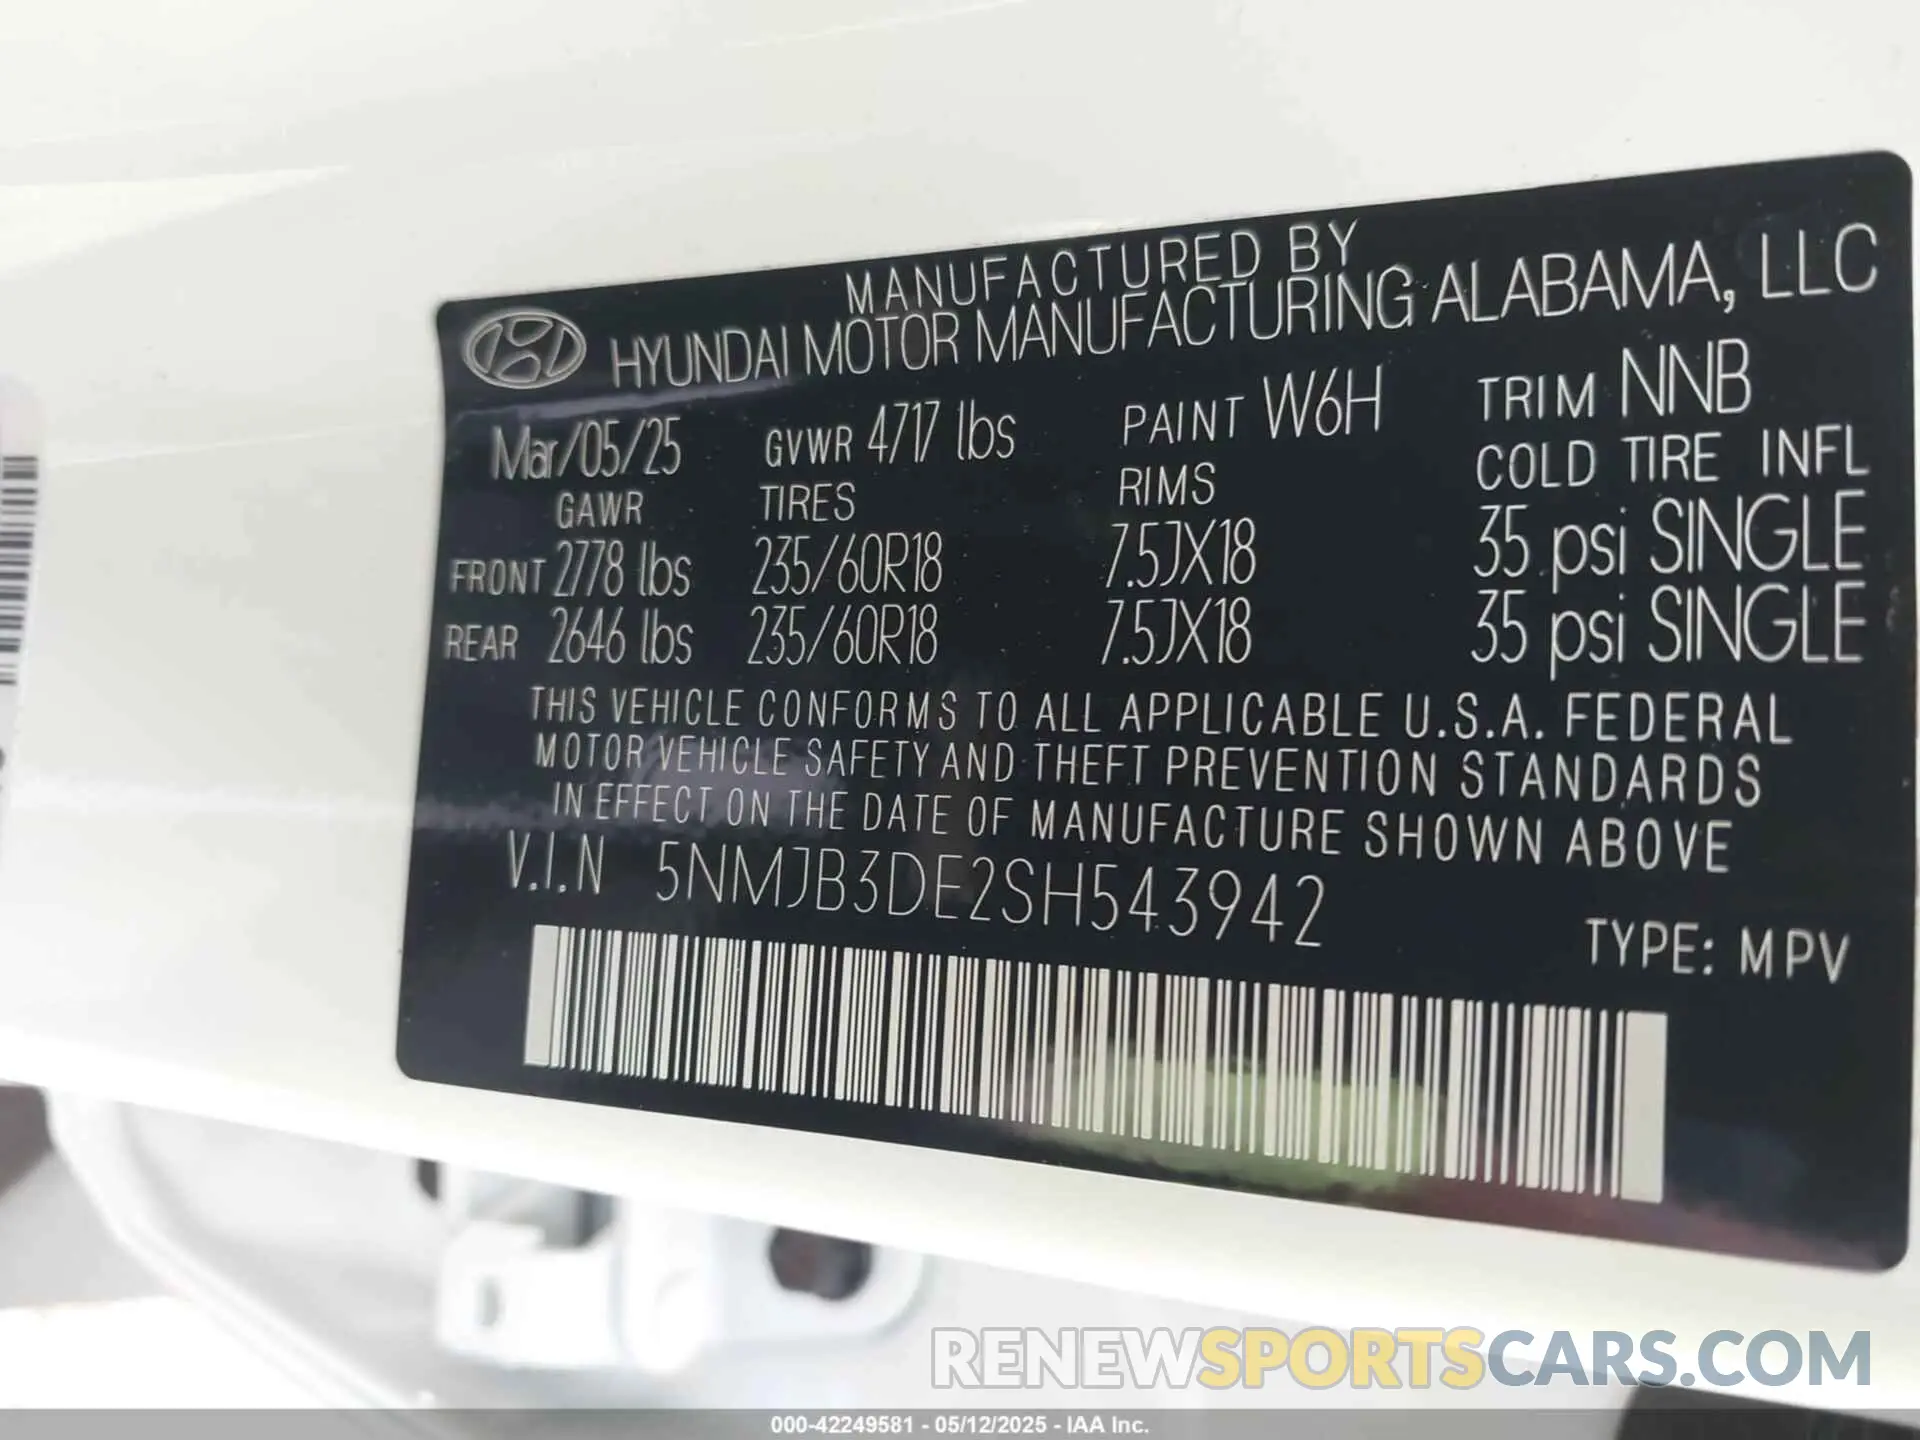 MANUFACTURED BY
HYUNDAI MOTOR MANUFACTURING ALABAMA, LLC
Mar/05/25 GVWR 4717 lbs PAINT W6H TRIM NNB
GAWR TIRES RIMS COLD TIRE INFL
FRONT 2778 lbs 235/60R18 7.5JX18 35 psi SINGLE
REAR 2646 lbs 235/60R18 7.5JX18 35 psi SINGLE
THIS VEHICLE CONFORMS TO ALL APPLICABLE U.S.A. FEDERAL
MOTOR VEHICLE SAFETY AND THEFT PREVENTION STANDARDS
IN EFFECT ON THE DATE OF MANUFACTURE SHOWN ABOVE
V.I.N 5NMJB3DE2SH543942
TYPE: MPV
RENEWSPORTSCARS.COM
000-42249581 - 05/12/2025 - IAA Inc.